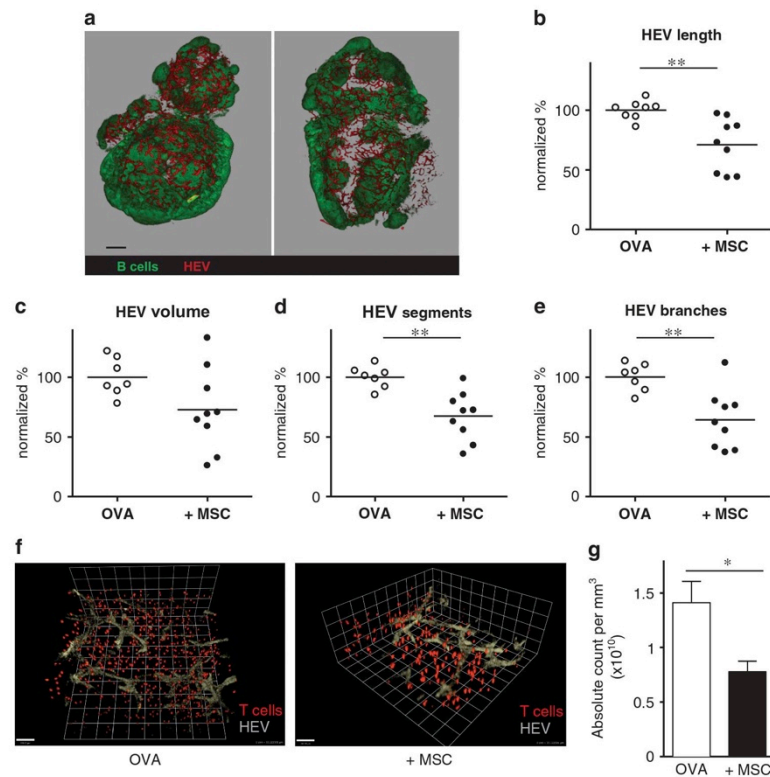 a
B cells HEV
b
HEV length
**
normalized %
100
50
0
OVA + MSC
c
HEV volume
normalized %
100
50
0
OVA + MSC
d
HEV segments
**
normalized %
100
50
0
OVA + MSC
e
HEV branches
**
normalized %
100
50
0
OVA + MSC
f
T cells
HEV
OVA
T cells
HEV
+ MSC
g
*
Absolute count per mm³
(x10¹⁰)
1.5
1
0.5
0
OVA + MSC